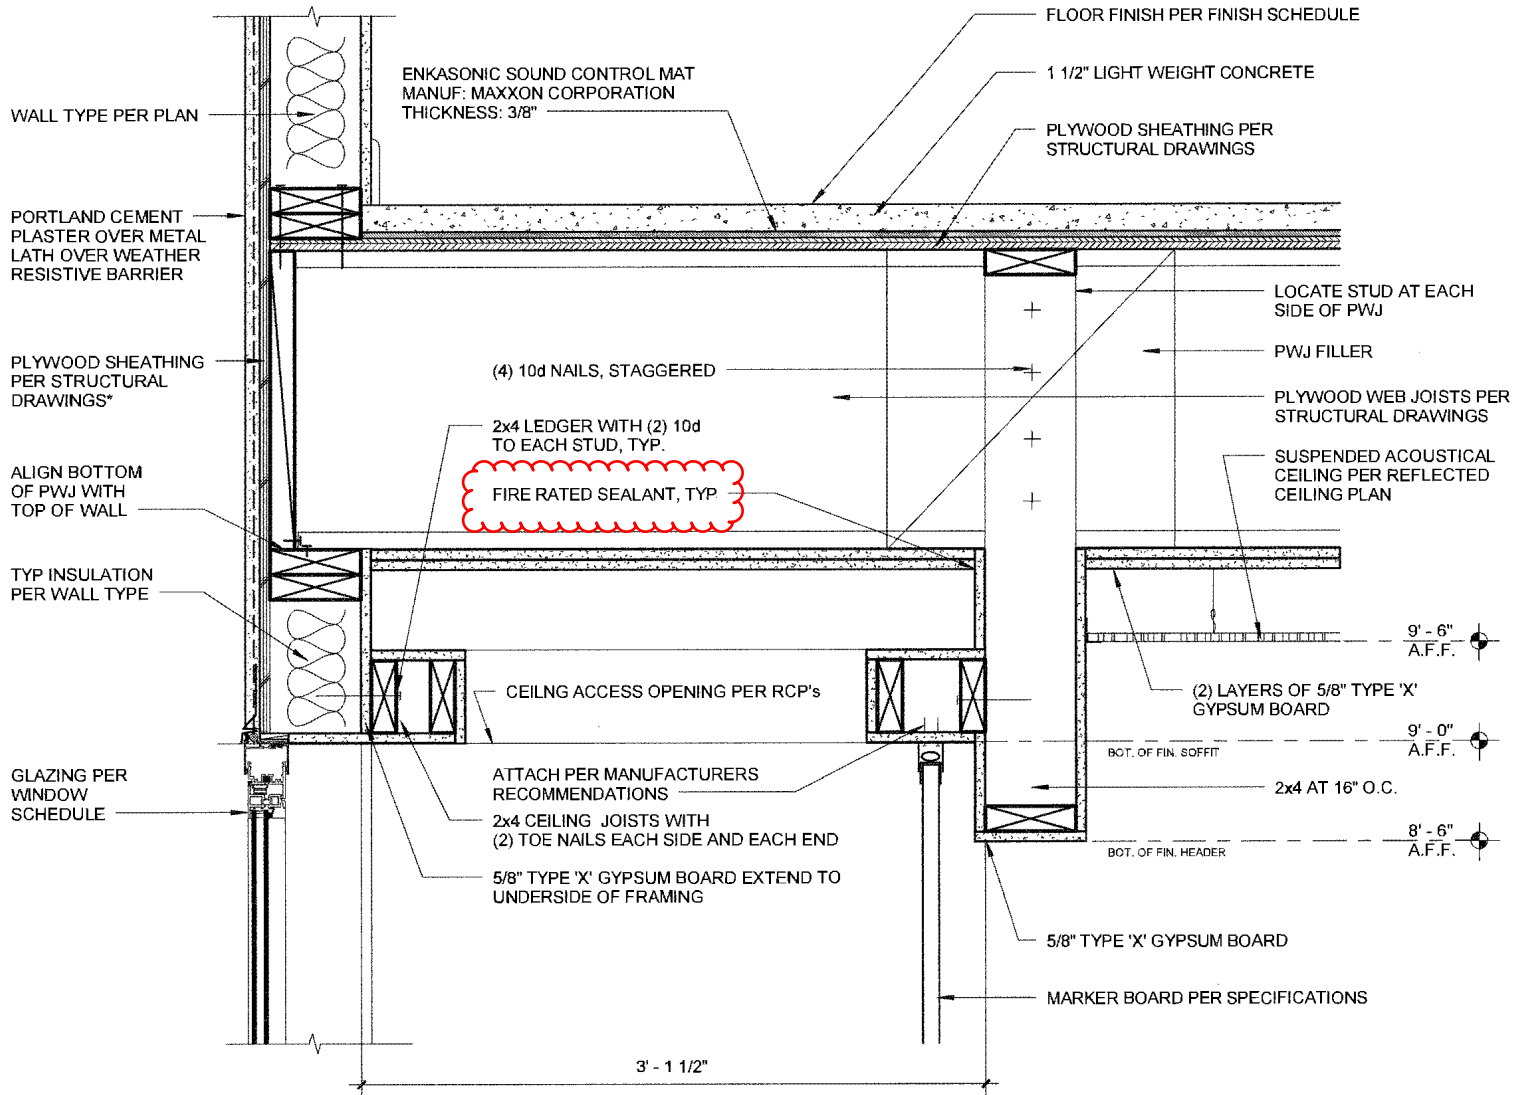 FLOOR FINISH PER FINISH SCHEDULE
ENKASONIC SOUND CONTROL MAT
MANUF: MAXXON CORPORATION
THICKNESS: 3/8"
1 1/2" LIGHT WEIGHT CONCRETE
WALL TYPE PER PLAN
PLYWOOD SHEATHING PER
STRUCTURAL DRAWINGS
PORTLAND CEMENT
PLASTER OVER METAL
LATH OVER WEATHER
RESISTIVE BARRIER
LOCATE STUD AT EACH
SIDE OF PWJ
PLYWOOD SHEATHING
PER STRUCTURAL
DRAWINGS*
PWJ FILLER
(4) 10d NAILS, STAGGERED
PLYWOOD WEB JOISTS PER
STRUCTURAL DRAWINGS
2x4 LEDGER WITH (2) 10d
TO EACH STUD, TYP.
ALIGN BOTTOM
OF PWJ WITH
TOP OF WALL
SUSPENDED ACOUSTICAL
CEILING PER REFLECTED
CEILING PLAN
FIRE RATED SEALANT, TYP.
TYP INSULATION
PER WALL TYPE
9' - 6"
A.F.F.
CEILNG ACCESS OPENING PER RCP's
(2) LAYERS OF 5/8" TYPE 'X'
GYPSUM BOARD
9' - 0"
A.F.F.
BOT. OF FIN. SOFFIT
GLAZING PER
WINDOW
SCHEDULE
ATTACH PER MANUFACTURERS
RECOMMENDATIONS
2x4 AT 16" O.C.
2x4 CEILING JOISTS WITH
(2) TOE NAILS EACH SIDE AND EACH END
8' - 6"
A.F.F.
BOT. OF FIN. HEADER
5/8" TYPE 'X' GYPSUM BOARD EXTEND TO
UNDERSIDE OF FRAMING
5/8" TYPE 'X' GYPSUM BOARD
MARKER BOARD PER SPECIFICATIONS
3' - 1 1/2"